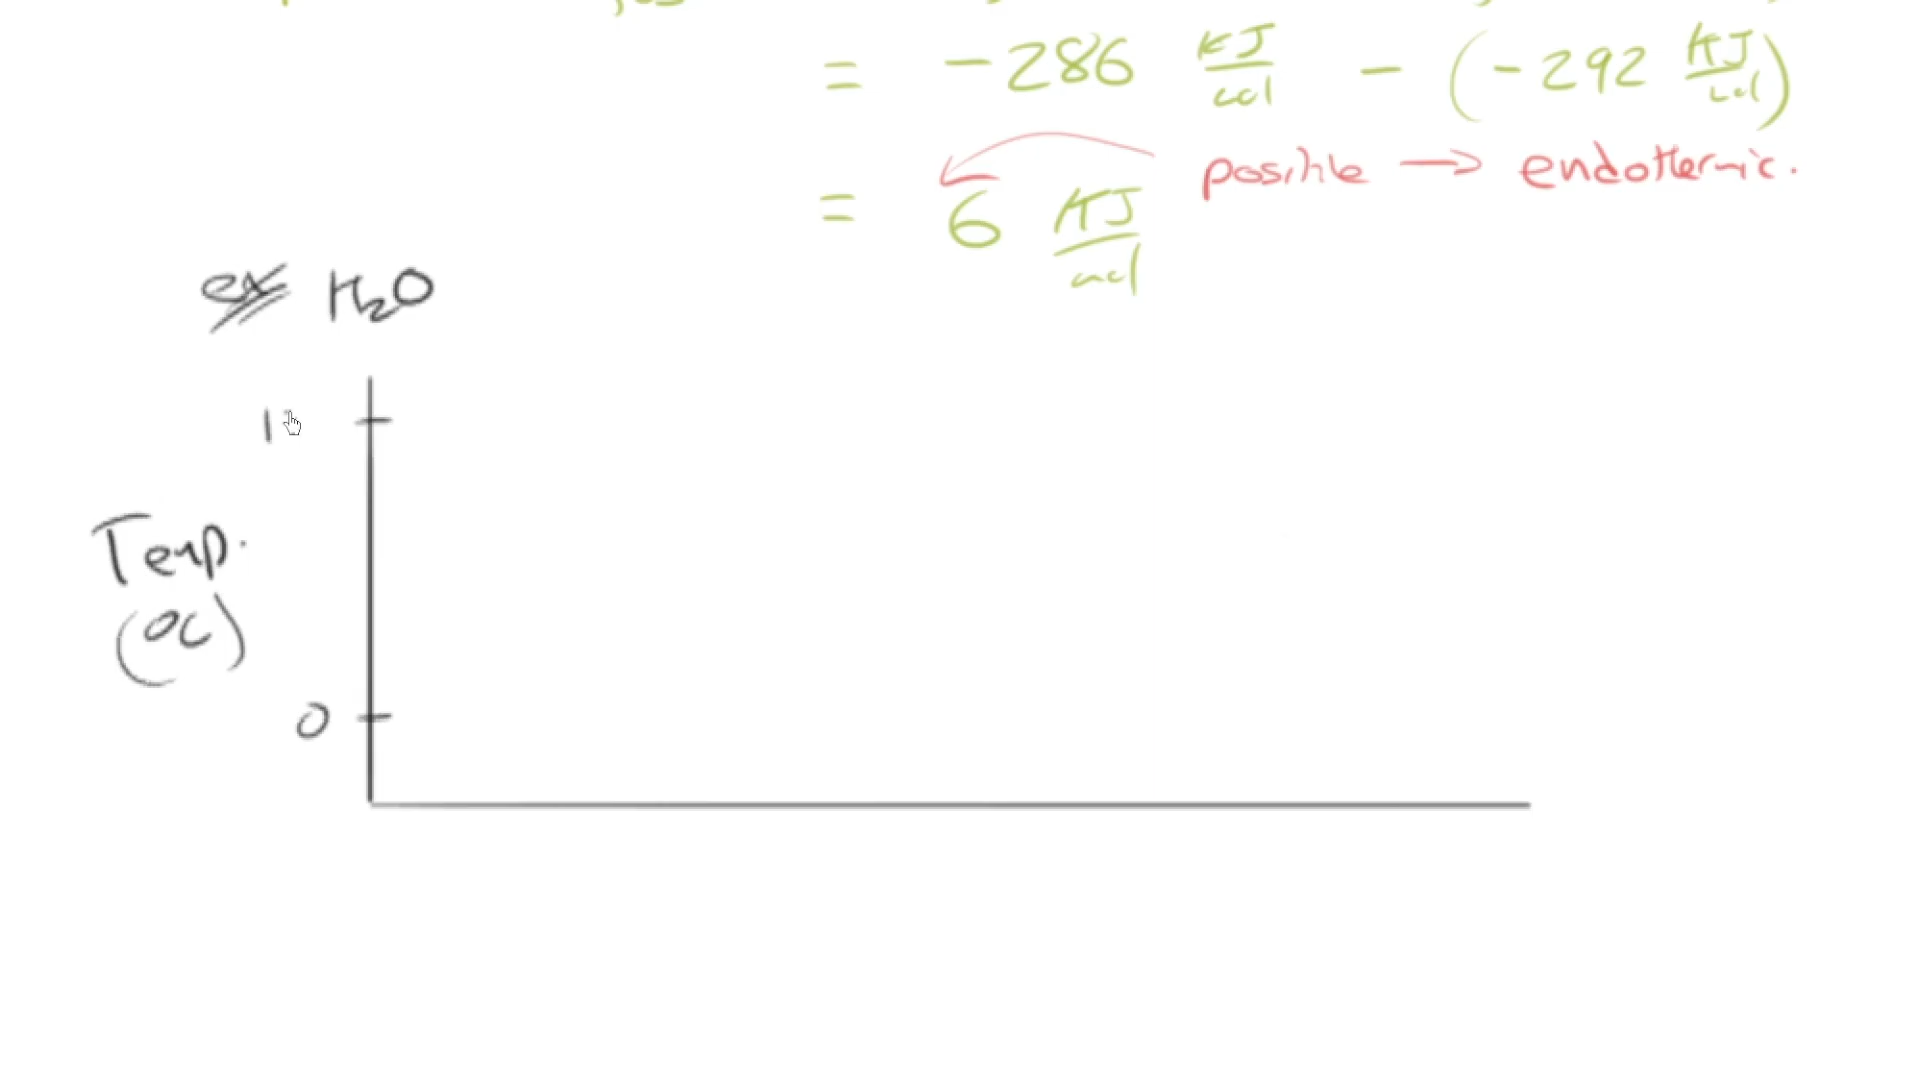 = -286 KJ/mol - (-292 KJ/mol)
= 6 KJ/mol positive → endothermic.
ex H₂O
1
Temp.
(°C)
0